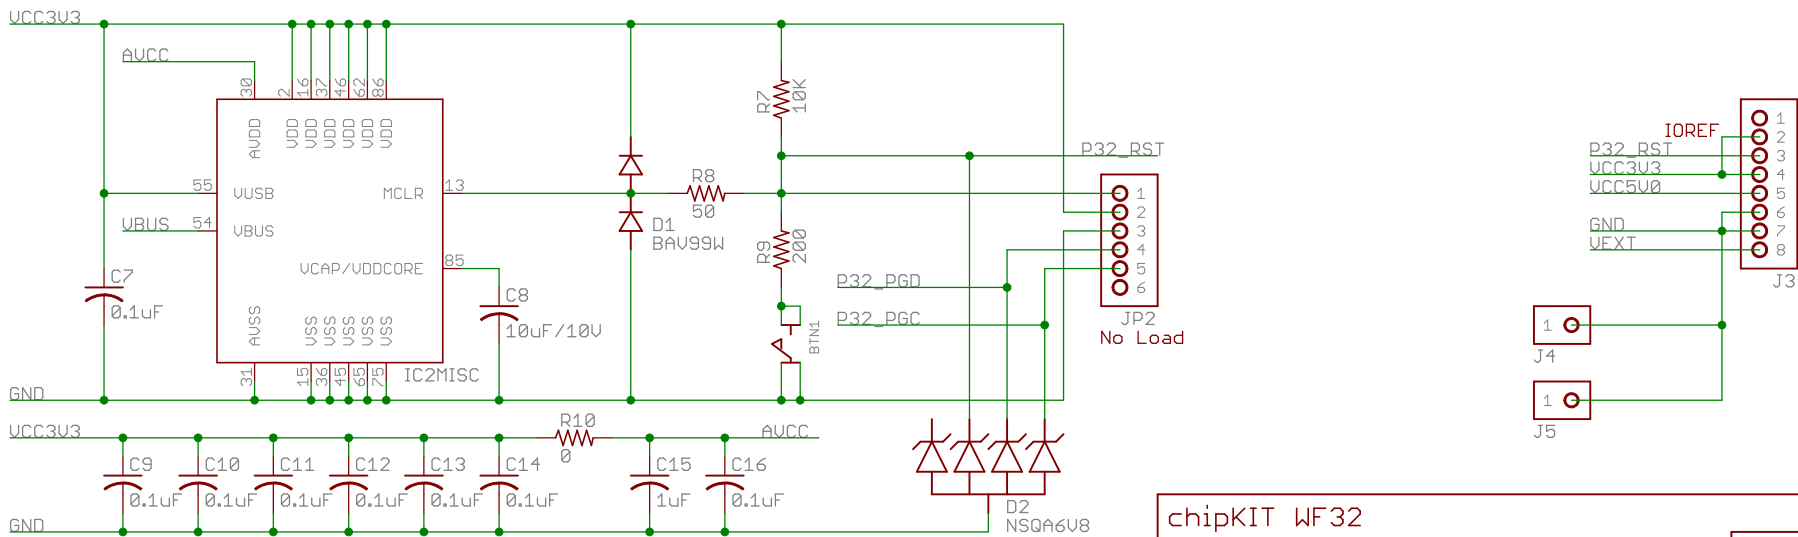 VCC3V3
AVCC
30
2
16
37
46
62
86
AVDD
VDD
VDD
VDD
VDD
VDD
VDD
55
VUSB
MCLR
13
VBUS
54
VBUS
VCAP/VDDCORE
85
C7
0.1uF
C8
10uF/10V
AVSS
VSS
VSS
VSS
VSS
VSS
31
15
36
45
65
75
IC2MISC
GND
R7
10K
R8
50
D1
BAV99W
R9
200
BTN1
P32_RST
1
2
3
4
5
6
P32_PGD
P32_PGC
JP2
No Load
IOREF
P32_RST
VCC3V3
VCC5V0
GND
VEXT
1
2
3
4
5
6
7
8
J3
1
J4
1
J5
VCC3V3
R10
0
AVCC
C9
0.1uF
C10
0.1uF
C11
0.1uF
C12
0.1uF
C13
0.1uF
C14
0.1uF
C15
1uF
C16
0.1uF
GND
D2
NSQA6V8
chipKIT WF32